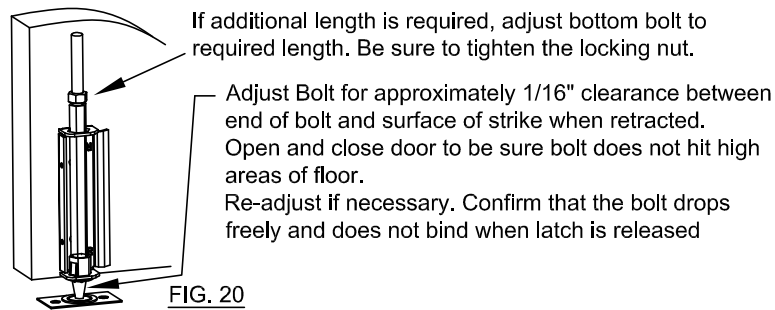 If additional length is required, adjust bottom bolt to
required length. Be sure to tighten the locking nut.
Adjust Bolt for approximately 1/16" clearance between
end of bolt and surface of strike when retracted.
Open and close door to be sure bolt does not hit high
areas of floor.
Re-adjust if necessary. Confirm that the bolt drops
freely and does not bind when latch is released
FIG. 20